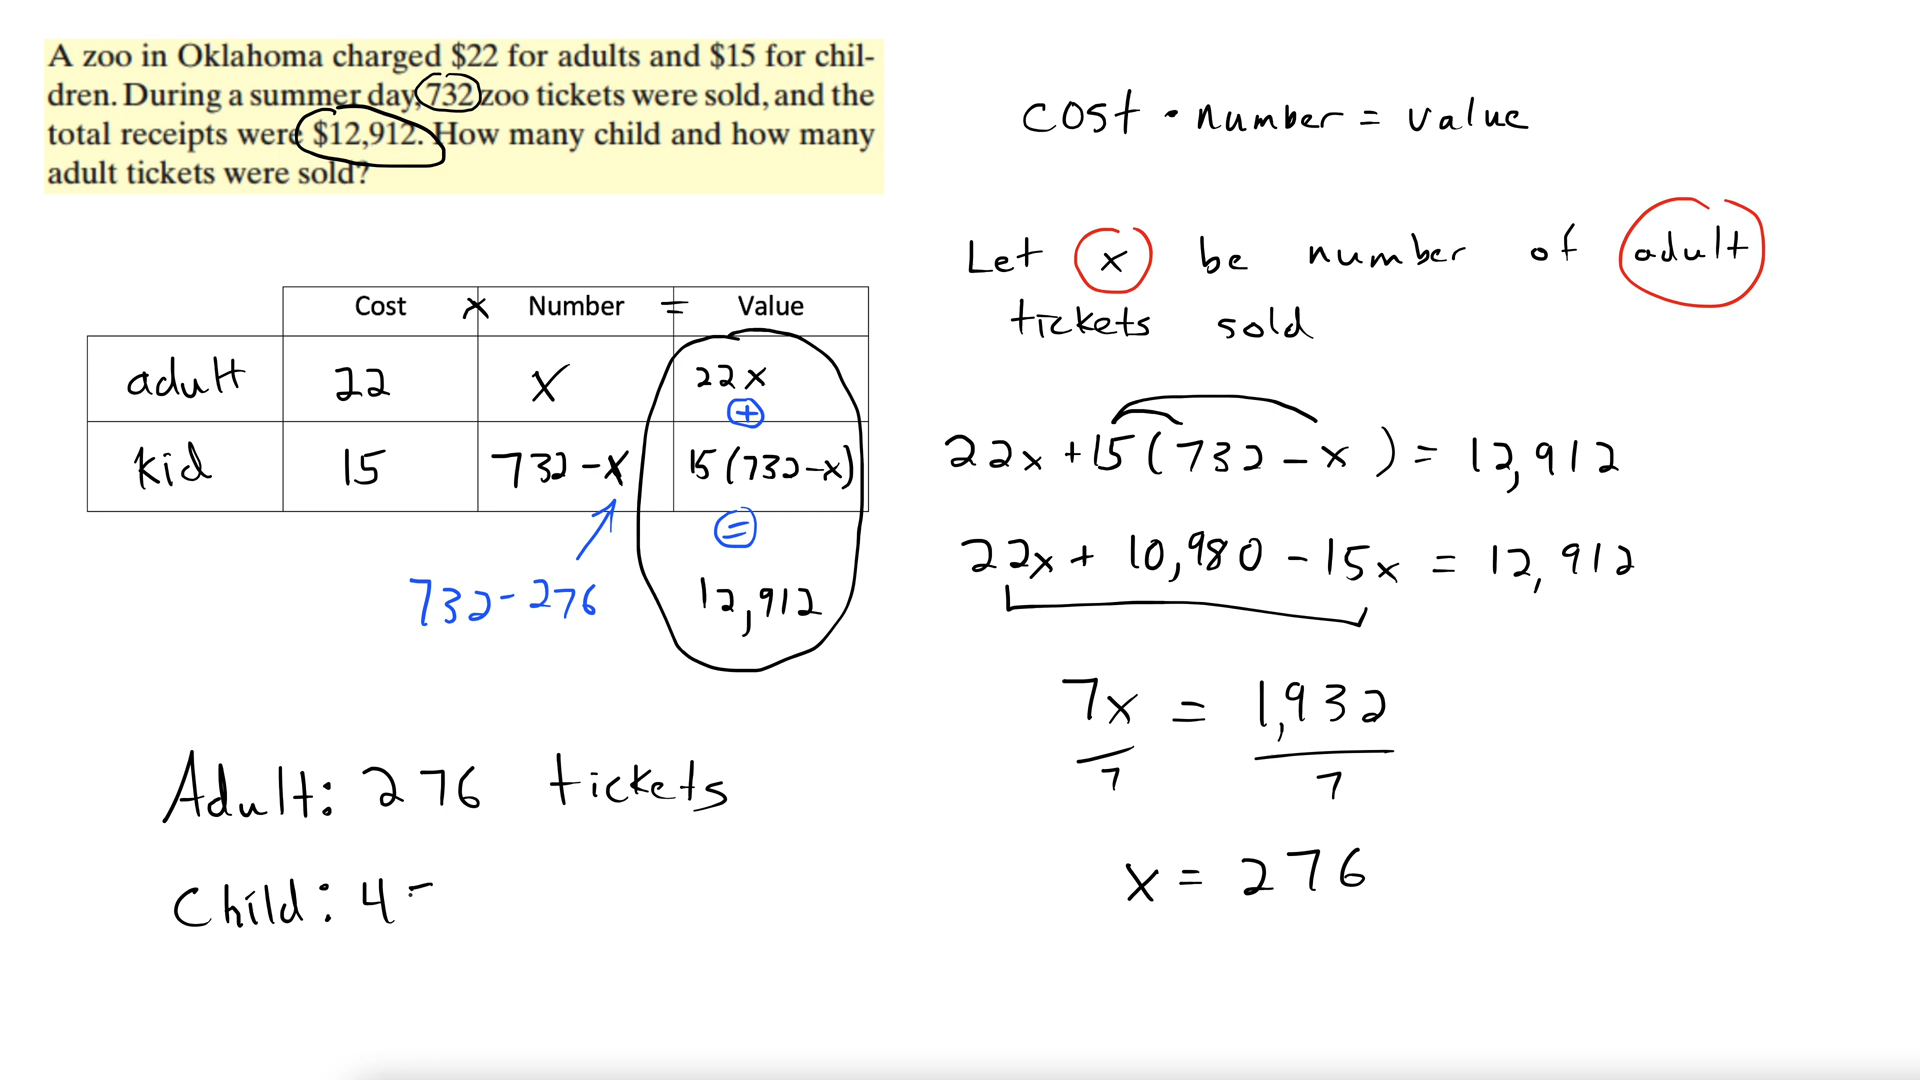 A zoo in Oklahoma charged $22 for adults and $15 for chil-
dren. During a summer day, 732 zoo tickets were sold, and the
total receipts were $12,912. How many child and how many
adult tickets were sold?
cost · number = value
Let x be number of adult
tickets sold
Cost × Number = Value
adult 22 x 22x
+
kid 15 732-x 15(732-x)
=
732-276 12,912
22x+15(732-x)=12,912
22x+10,980-15x=12,912
7x = 1,932
7 7
x = 276
Adult: 276 tickets
Child: 4